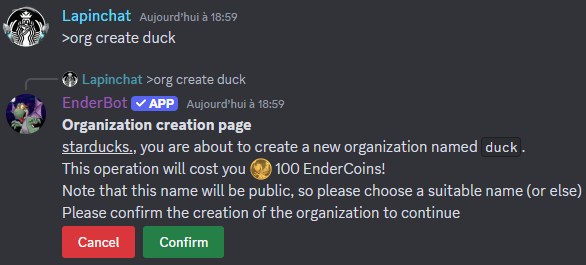 Lapinchat Aujourd'hui à 18:59
>org create duck
Lapinchat >org create duck
EnderBot APP Aujourd'hui à 18:59
Organization creation page
starducks., you are about to create a new organization named duck.
This operation will cost you 100 EnderCoins!
Note that this name will be public, so please choose a suitable name (or else)
Please confirm the creation of the organization to continue
Cancel Confirm